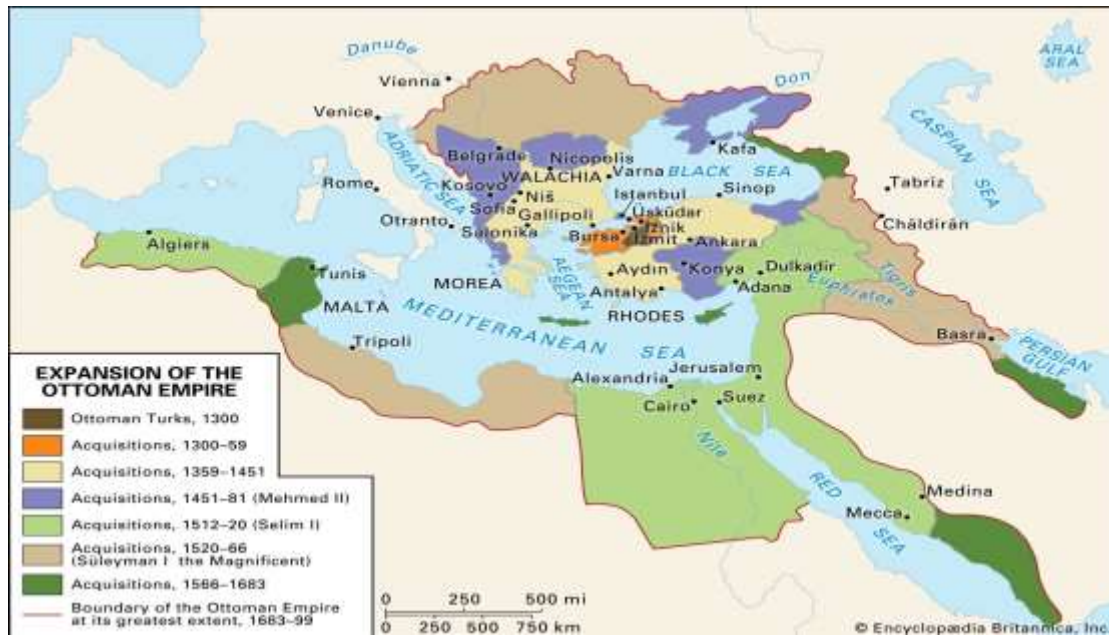 Danube
Vienna
Don
ARAL
SEA
Venice
ADRIATIC SEA
CASPIAN
SEA
Belgrade
Nicopolis
Kafa
WALACHIA
Varna
BLACK SEA
Rome
Kosovo
Niš
Istanbul
Sinop
Tabrīz
Sofia
Gallipoli
Üsküdar
Otranto
Salonika
Bursa
İznik
İzmit
Ankara
Chāldirān
Algiers
Tunis
AEGEAN
SEA
Aydın
Konya
Dulkadir
Tigris
MOREA
Antalya
Adana
Euphrates
MALTA
RHODES
MEDITERRANEAN SEA
Basra
Tripoli
PERSIAN
GULF
Jerusalem
Alexandria
Cairo
Suez
Nile
RED
SEA
Medina
Mecca
EXPANSION OF THE
OTTOMAN EMPIRE
Ottoman Turks, 1300
Acquisitions, 1300–59
Acquisitions, 1359–1451
Acquisitions, 1451–81 (Mehmed II)
Acquisitions, 1512–20 (Selim I)
Acquisitions, 1520–66
(Süleyman I the Magnificent)
Acquisitions, 1566–1683
Boundary of the Ottoman Empire
at its greatest extent, 1683–99
0 250 500 mi
0 250 500 750 km
© Encyclopædia Britannica, Inc.